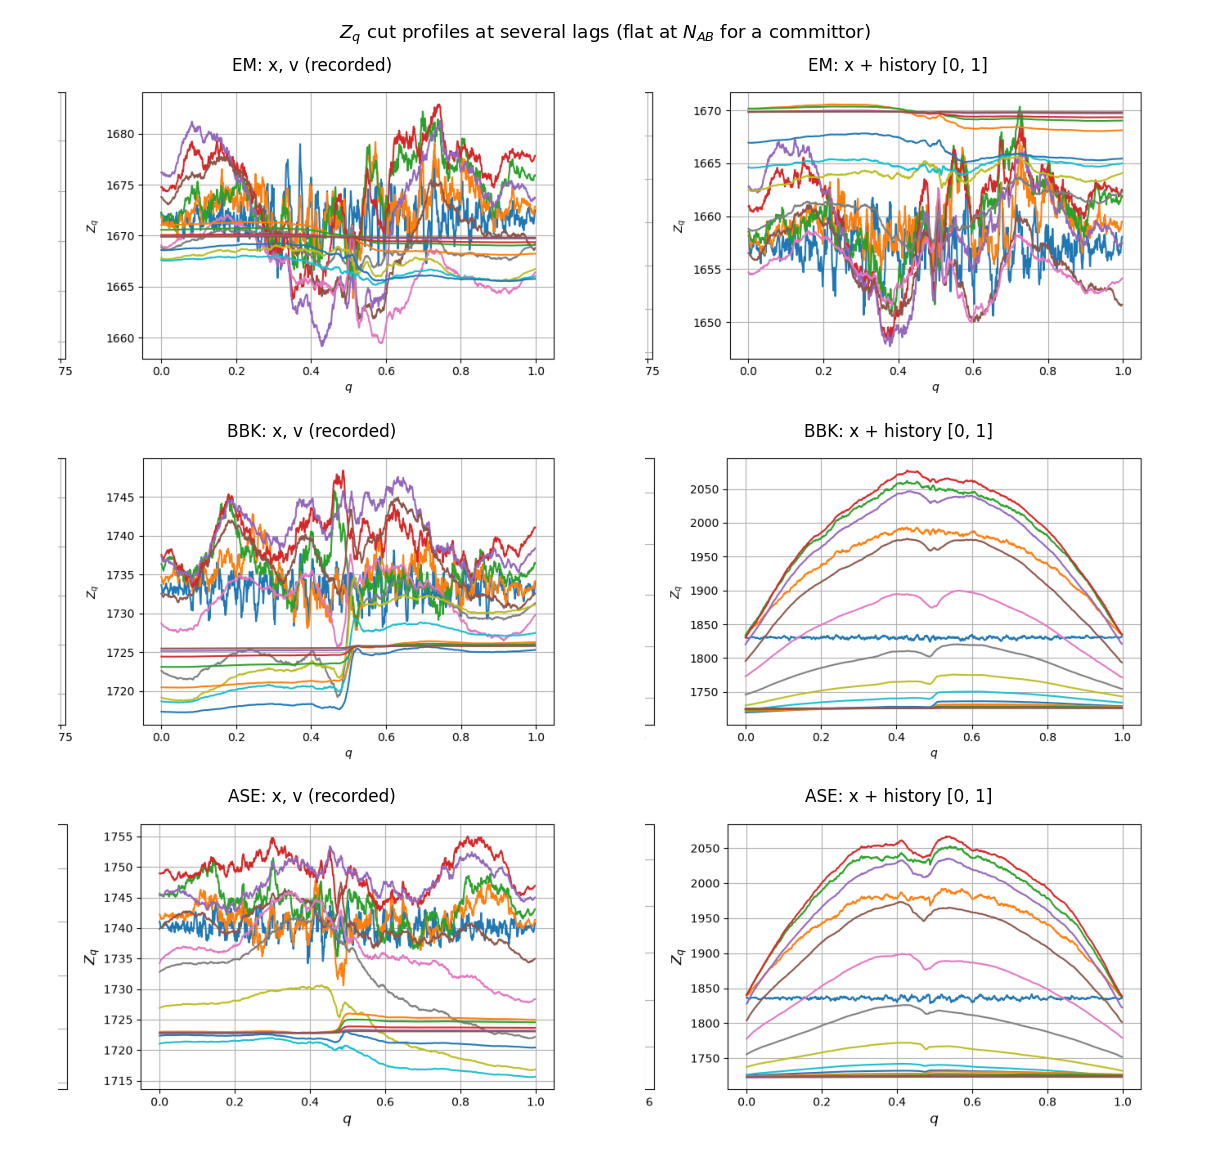 Z_q cut profiles at several lags (flat at N_AB for a committor)
EM: x, v (recorded)
EM: x + history [0, 1]
1680
1675
1670
1665
1660
Z_q
75
0.0 0.2 0.4 0.6 0.8 1.0
q
1670
1665
1660
1655
1650
Z_q
75
0.0 0.2 0.4 0.6 0.8 1.0
q
BBK: x, v (recorded)
BBK: x + history [0, 1]
1745
1740
1735
1730
1725
1720
Z_q
75
0.0 0.2 0.4 0.6 0.8 1.0
q
2050
2000
1950
1900
1850
1800
1750
Z_q
0.0 0.2 0.4 0.6 0.8 1.0
q
ASE: x, v (recorded)
ASE: x + history [0, 1]
1755
1750
1745
1740
1735
1730
1725
1720
1715
Z_q
0.0 0.2 0.4 0.6 0.8 1.0
q
2050
2000
1950
1900
1850
1800
1750
Z_q
6
0.0 0.2 0.4 0.6 0.8 1.0
q